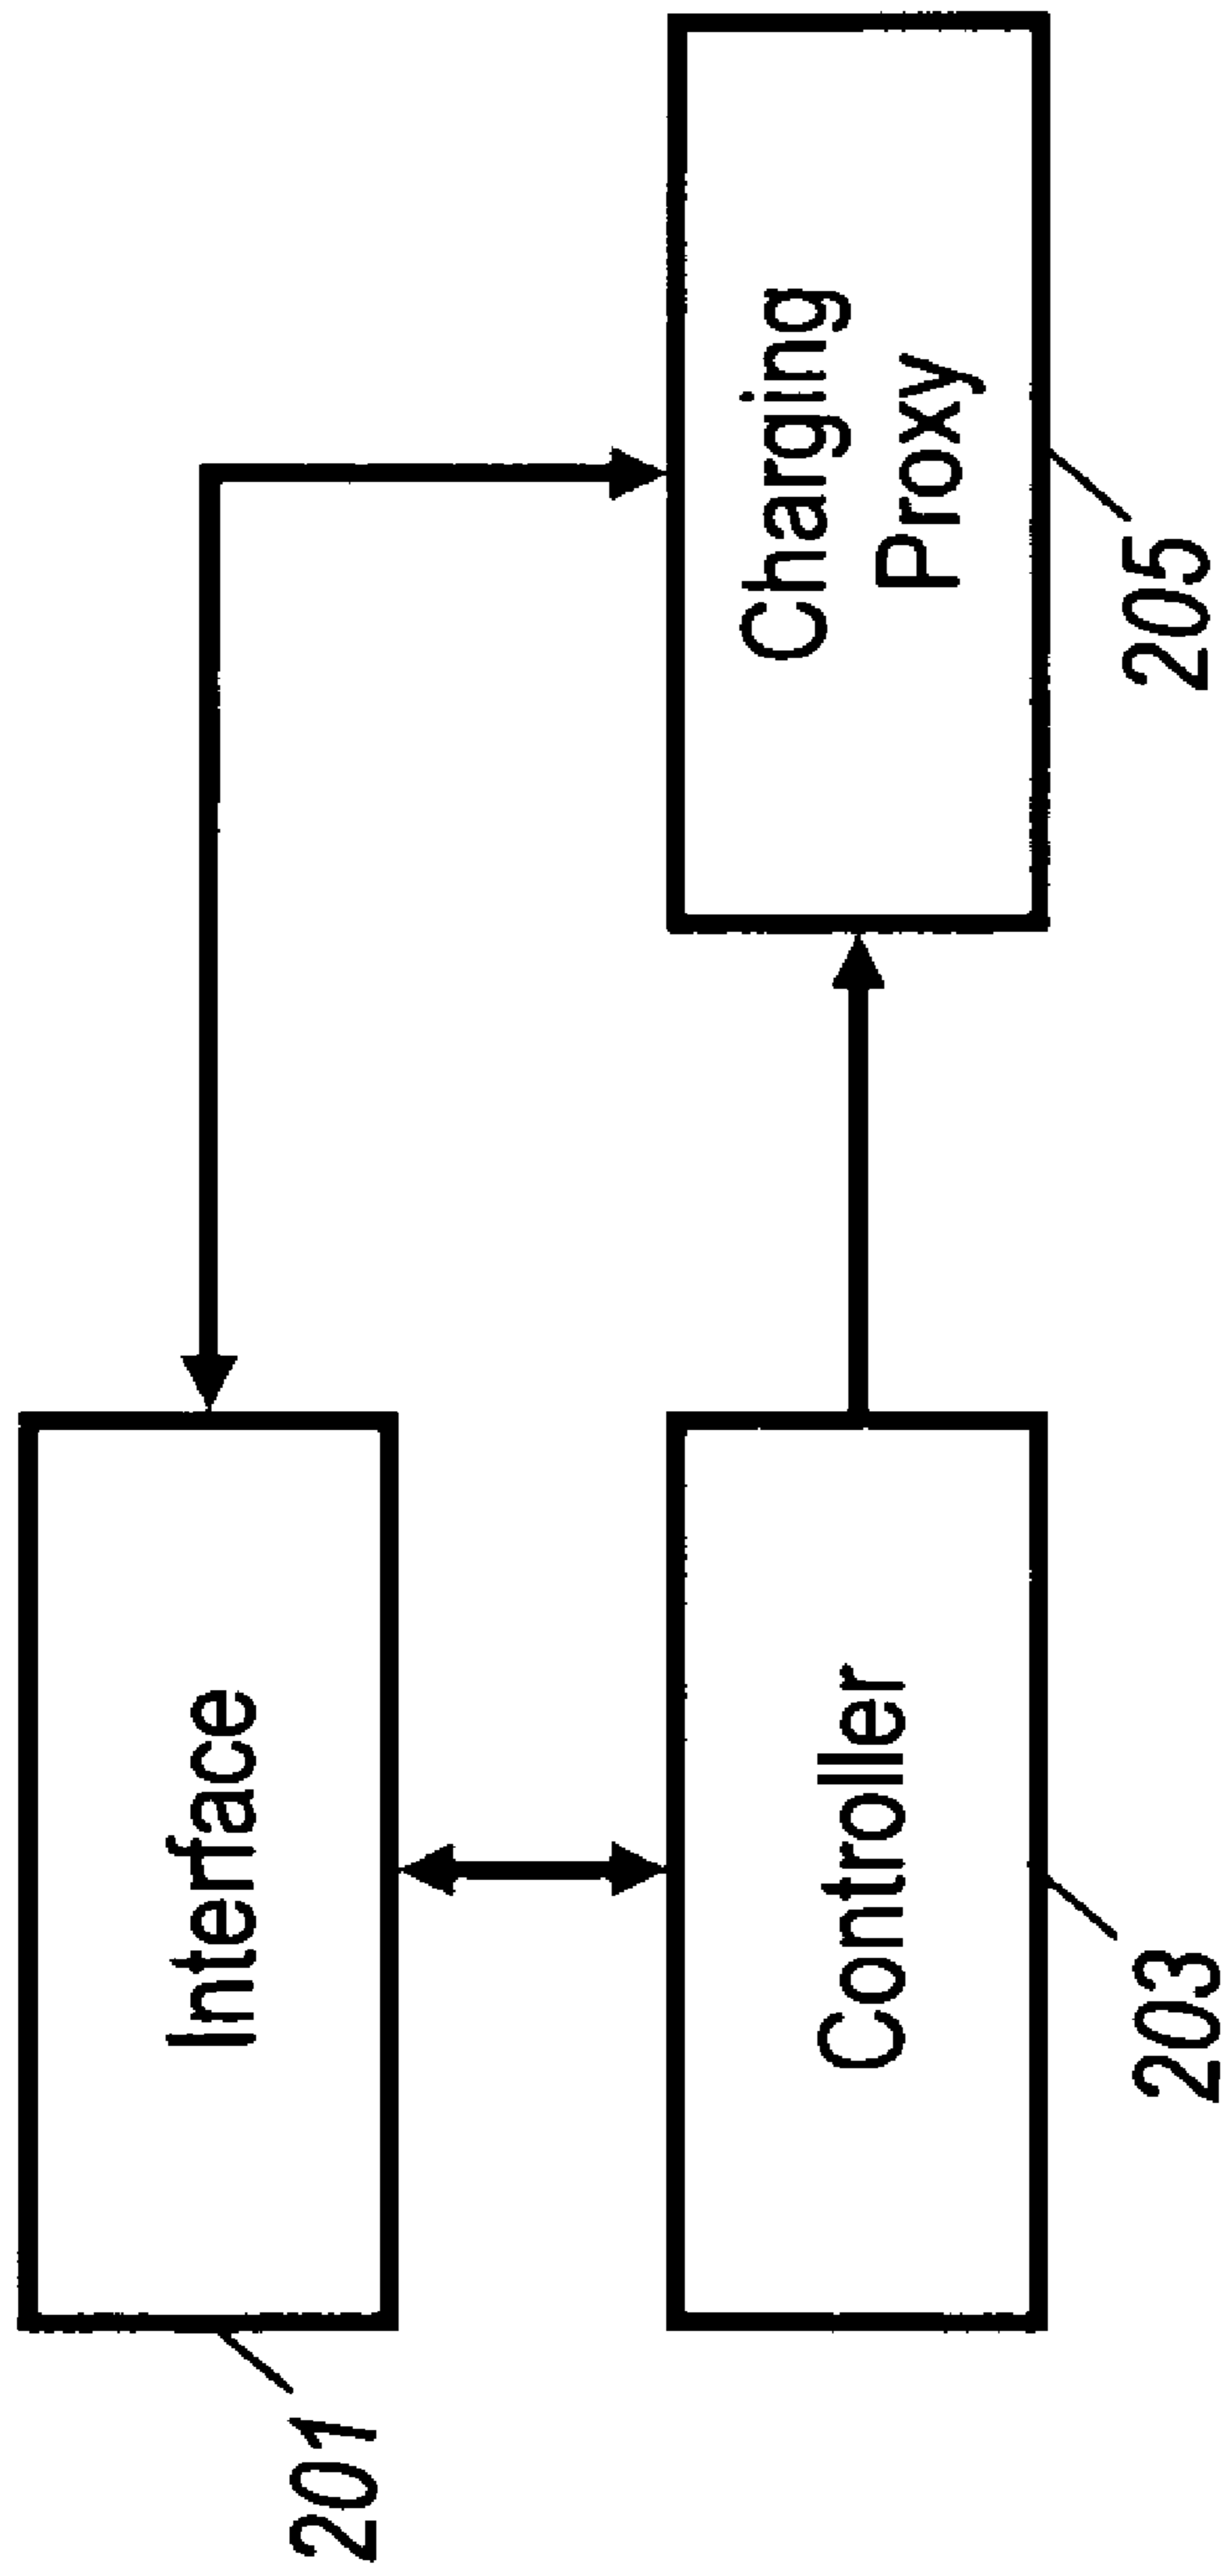 Interface
201
Controller
203
Charging
Proxy
205